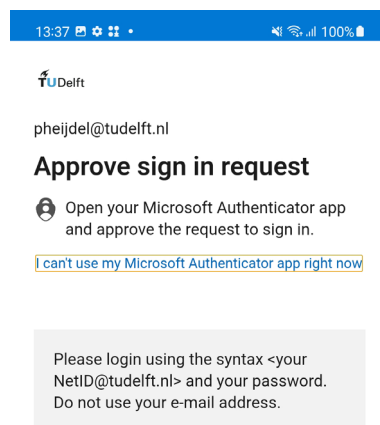 13:37 100%
TU Delft
pheijdel@tudelft.nl
Approve sign in request
Open your Microsoft Authenticator app
and approve the request to sign in.
I can't use my Microsoft Authenticator app right now
Please login using the syntax <your
NetID@tudelft.nl> and your password.
Do not use your e-mail address.